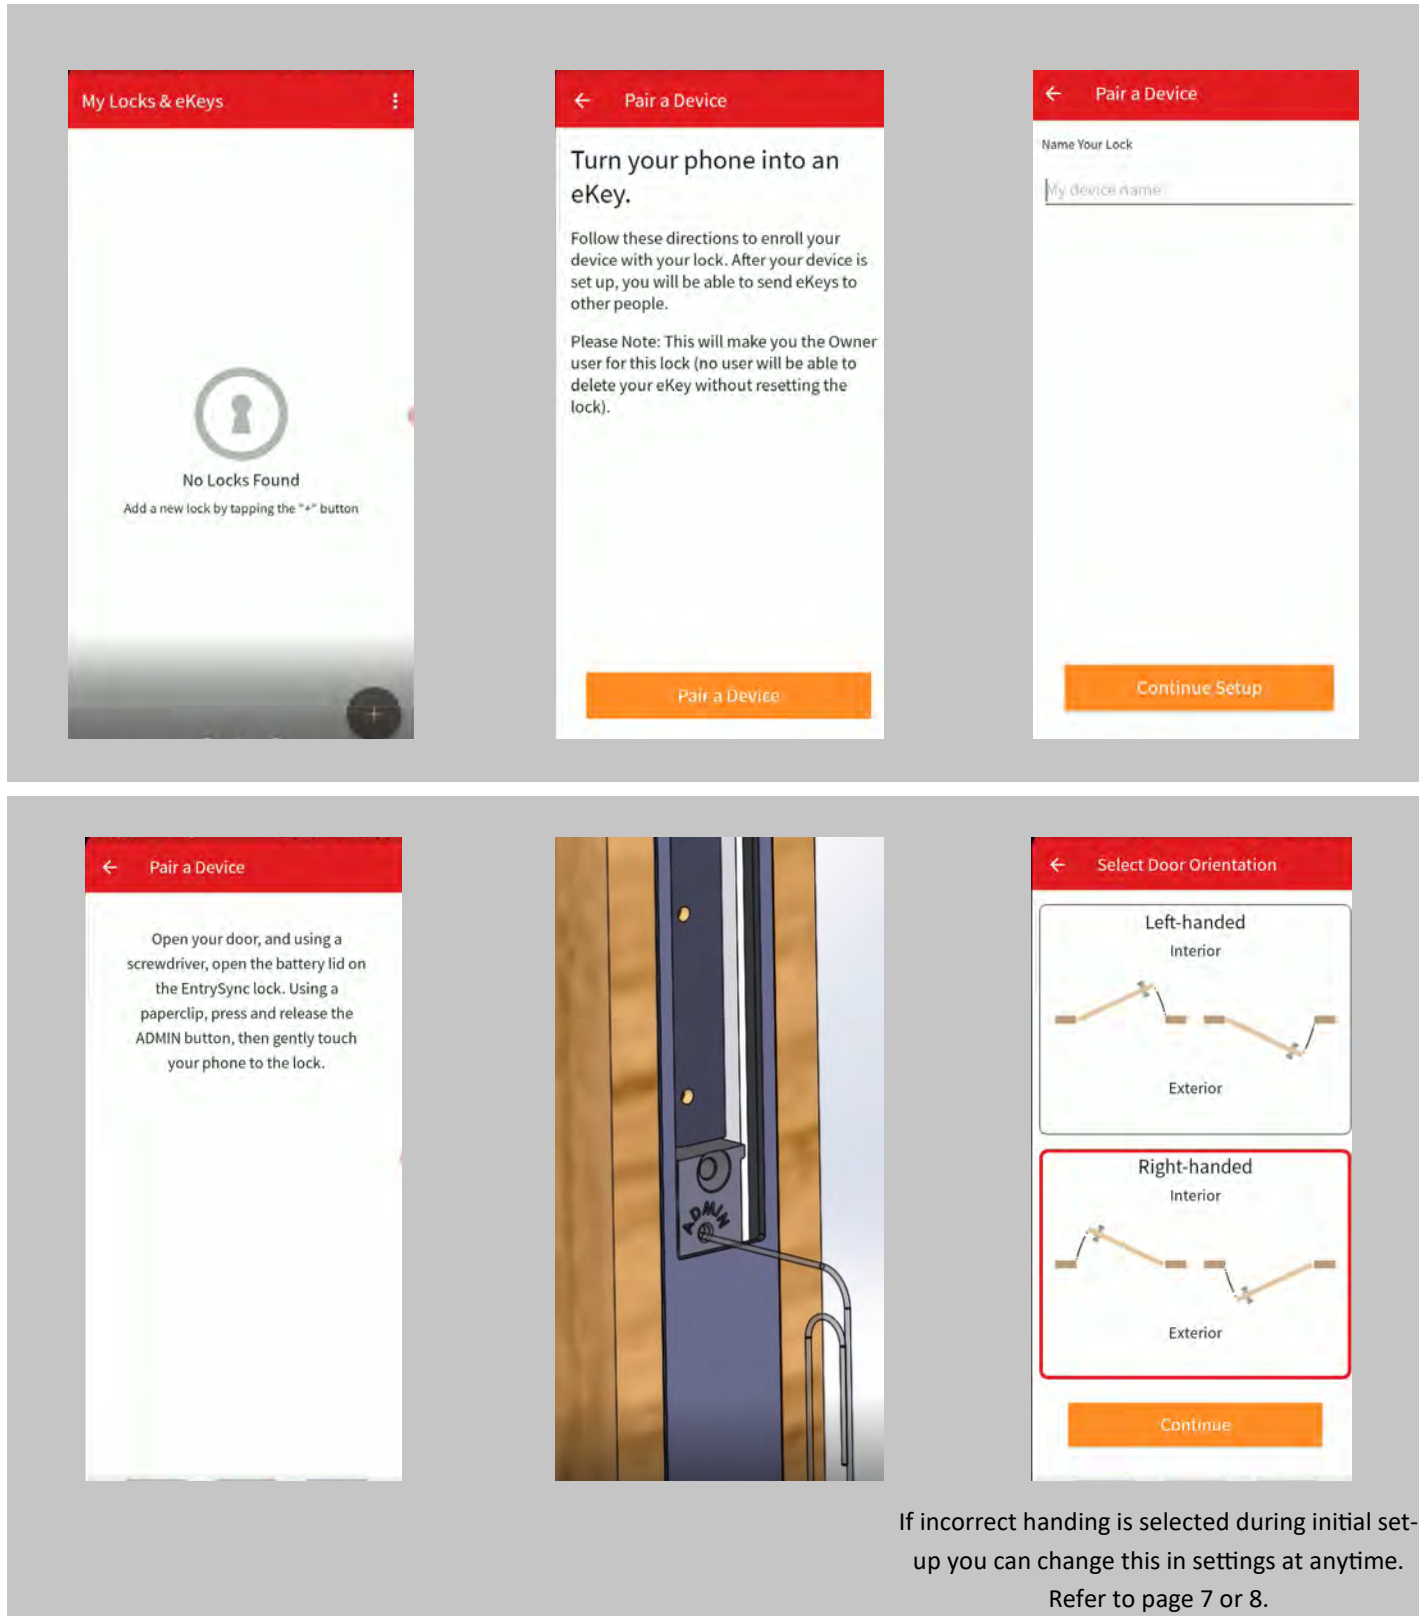 My Locks & eKeys
No Locks Found
Add a new lock by tapping the "+" button
Pair a Device
Turn your phone into an
eKey.
Follow these directions to enroll your
device with your lock. After your device is
set up, you will be able to send eKeys to
other people.
Please Note: This will make you the Owner
user for this lock (no user will be able to
delete your eKey without resetting the
lock).
Pair a Device
Pair a Device
Name Your Lock
My device name
Continue Setup
Pair a Device
Open your door, and using a
screwdriver, open the battery lid on
the EntrySync lock. Using a
paperclip, press and release the
ADMIN button, then gently touch
your phone to the lock.
ADMIN
Select Door Orientation
Left-handed
Interior
Exterior
Right-handed
Interior
Exterior
Continue
If incorrect handing is selected during initial set-
up you can change this in settings at anytime.
Refer to page 7 or 8.